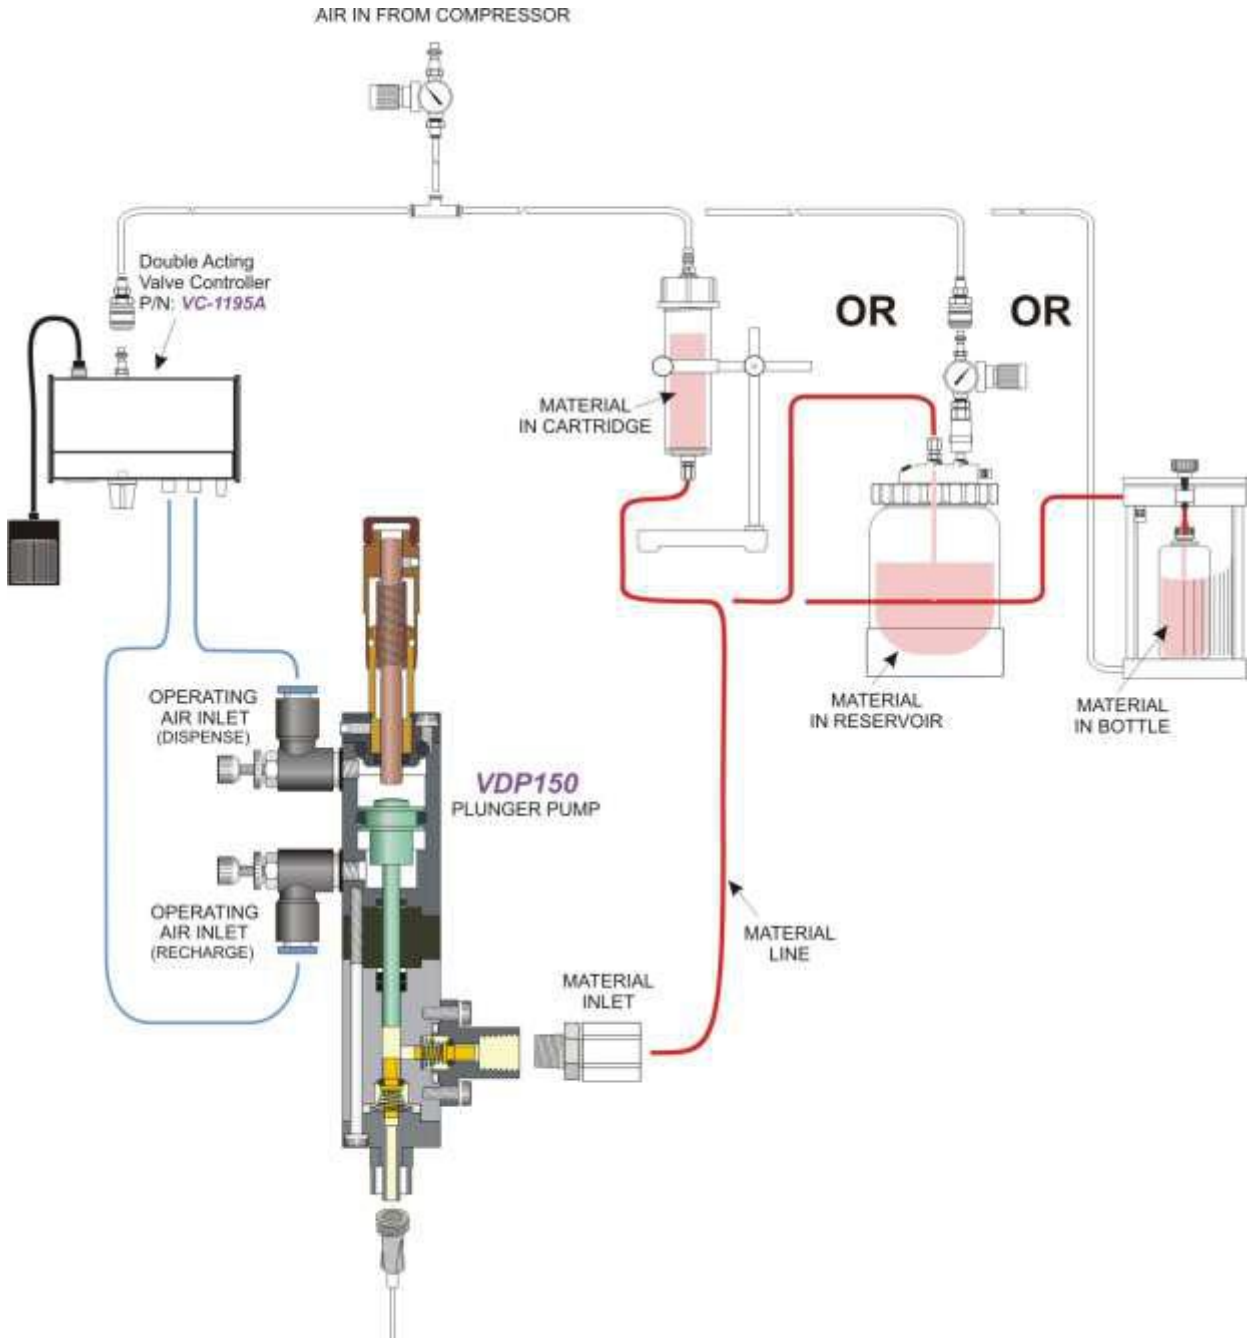 AIR IN FROM COMPRESSOR
Double Acting
Valve Controller
P/N: VC-1195A
OR
OR
MATERIAL
IN CARTRIDGE
MATERIAL
IN RESERVOIR
MATERIAL
IN BOTTLE
OPERATING
AIR INLET
(DISPENSE)
VDP150
PLUNGER PUMP
OPERATING
AIR INLET
(RECHARGE)
MATERIAL
LINE
MATERIAL
INLET